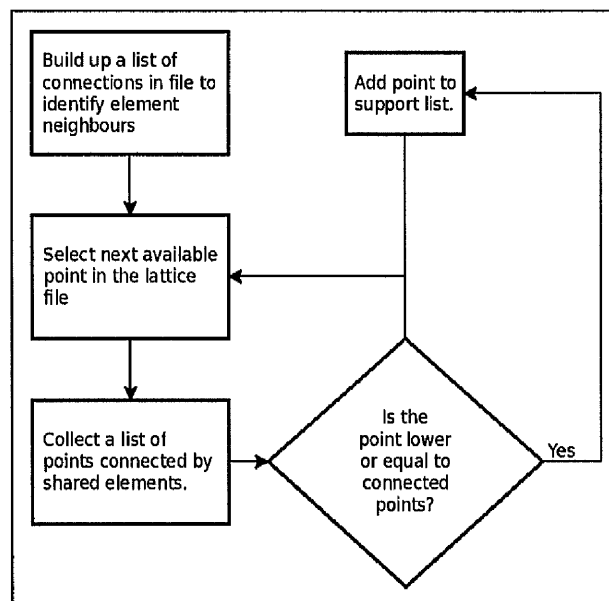 Build up a list of
connections in file to
identify element
neighbours
Add point to
support list.
Select next available
point in the lattice
file
Collect a list of
points connected by
shared elements.
Is the
point lower
or equal to
connected
points?
Yes